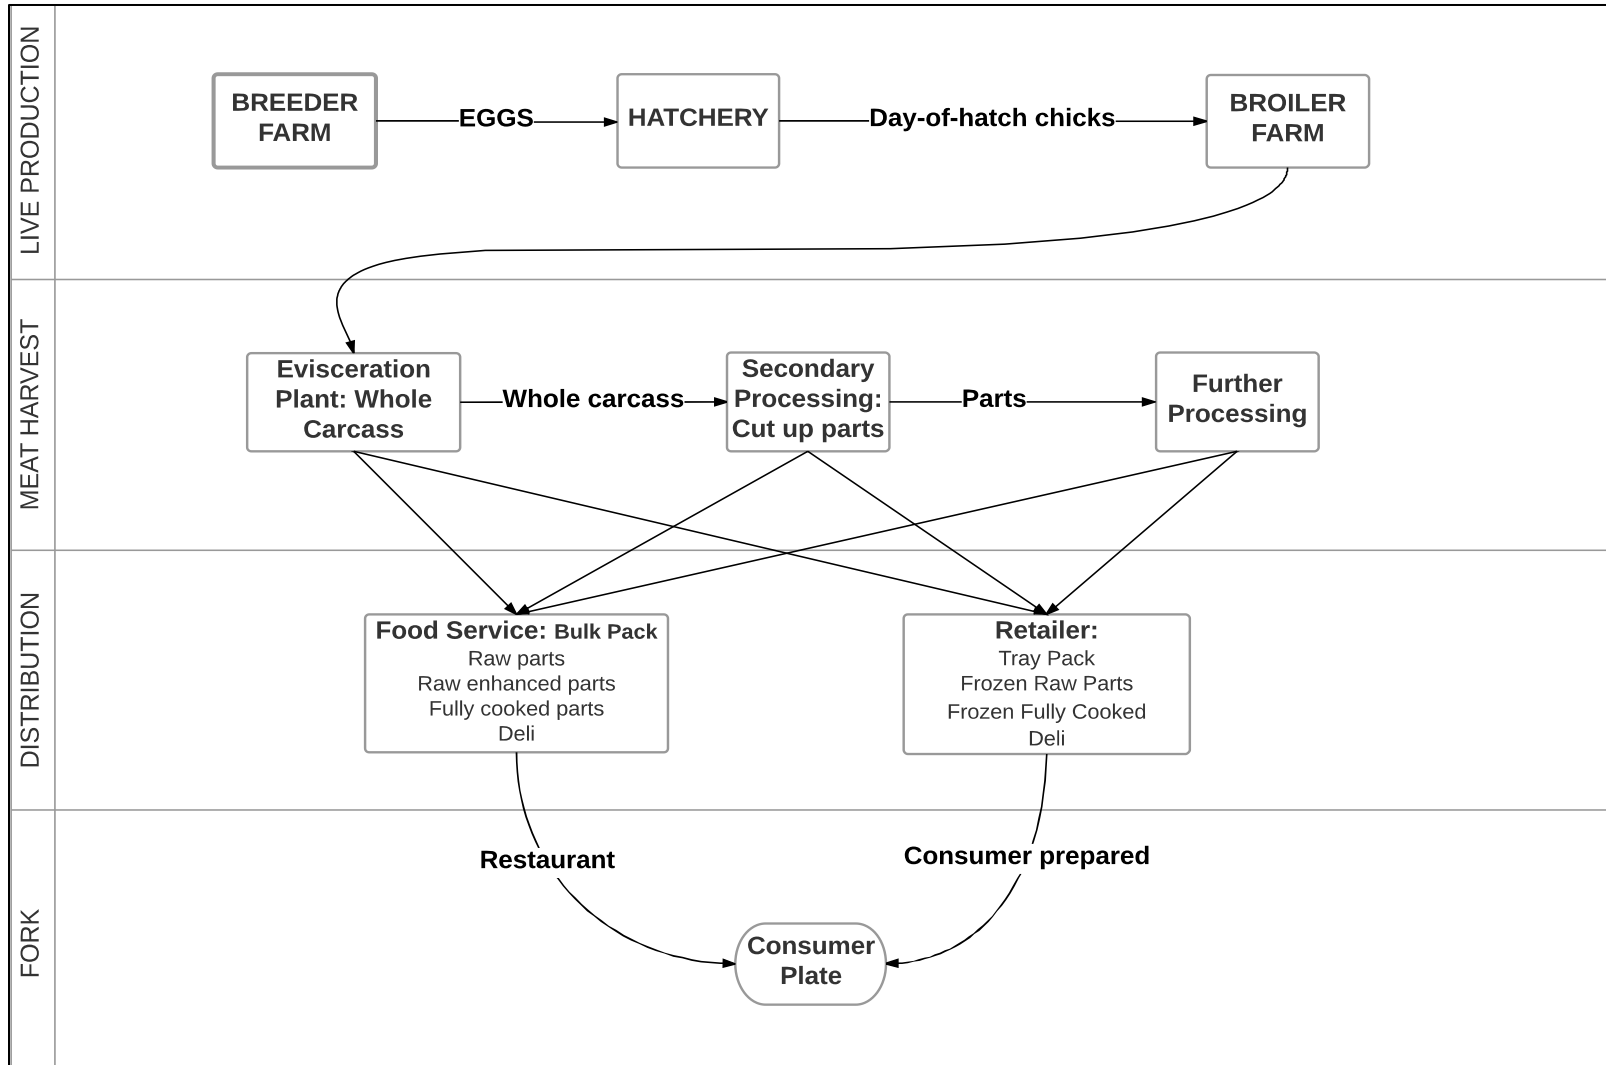 LIVE PRODUCTION
BREEDER
FARM
EGGS
HATCHERY
Day-of-hatch chicks
BROILER
FARM
MEAT HARVEST
Evisceration
Plant: Whole
Carcass
Whole carcass
Secondary
Processing:
Cut up parts
Parts
Further
Processing
DISTRIBUTION
Food Service: Bulk Pack
Raw parts
Raw enhanced parts
Fully cooked parts
Deli
Retailer:
Tray Pack
Frozen Raw Parts
Frozen Fully Cooked
Deli
FORK
Restaurant
Consumer prepared
Consumer
Plate